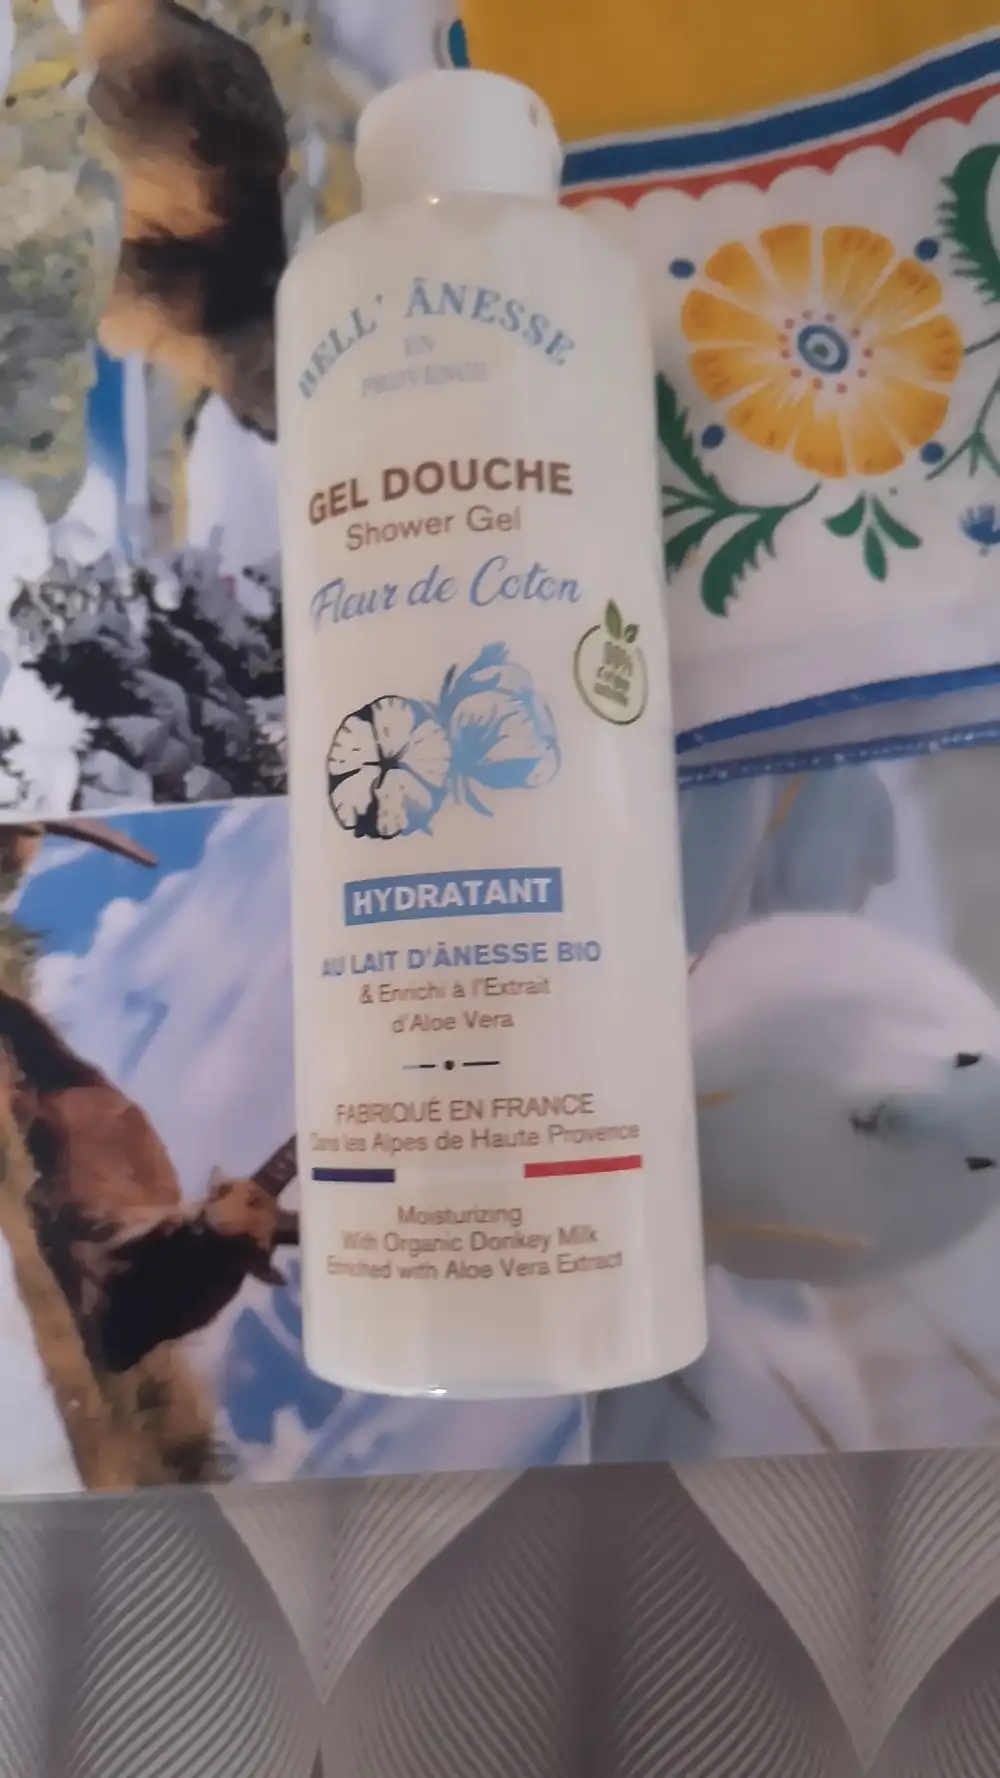 BELL' ÂNESSE
EN
PROVENCE
GEL DOUCHE
Shower Gel
Fleur de Coton
HYDRATANT
AU LAIT D'ÂNESSE BIO
& Enrichi à l'Extrait
d'Aloe Vera
FABRIQUÉ EN FRANCE
Dans les Alpes de Haute Provence
Moisturizing
With Organic Donkey Milk
Enriched with Aloe Vera Extract